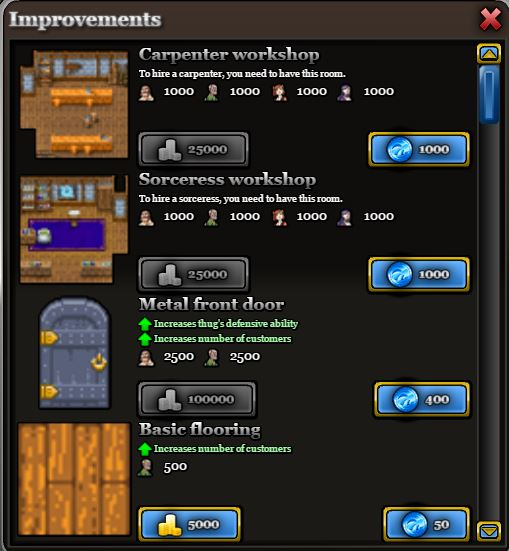 Improvements
Carpenter workshop
To hire a carpenter, you need to have this room.
1000 1000 1000 1000
25000 1000
Sorceress workshop
To hire a sorceress, you need to have this room.
1000 1000 1000 1000
25000 1000
Metal front door
Increases thug's defensive ability
Increases number of customers
2500 2500
100000 400
Basic flooring
Increases number of customers
500
5000 50